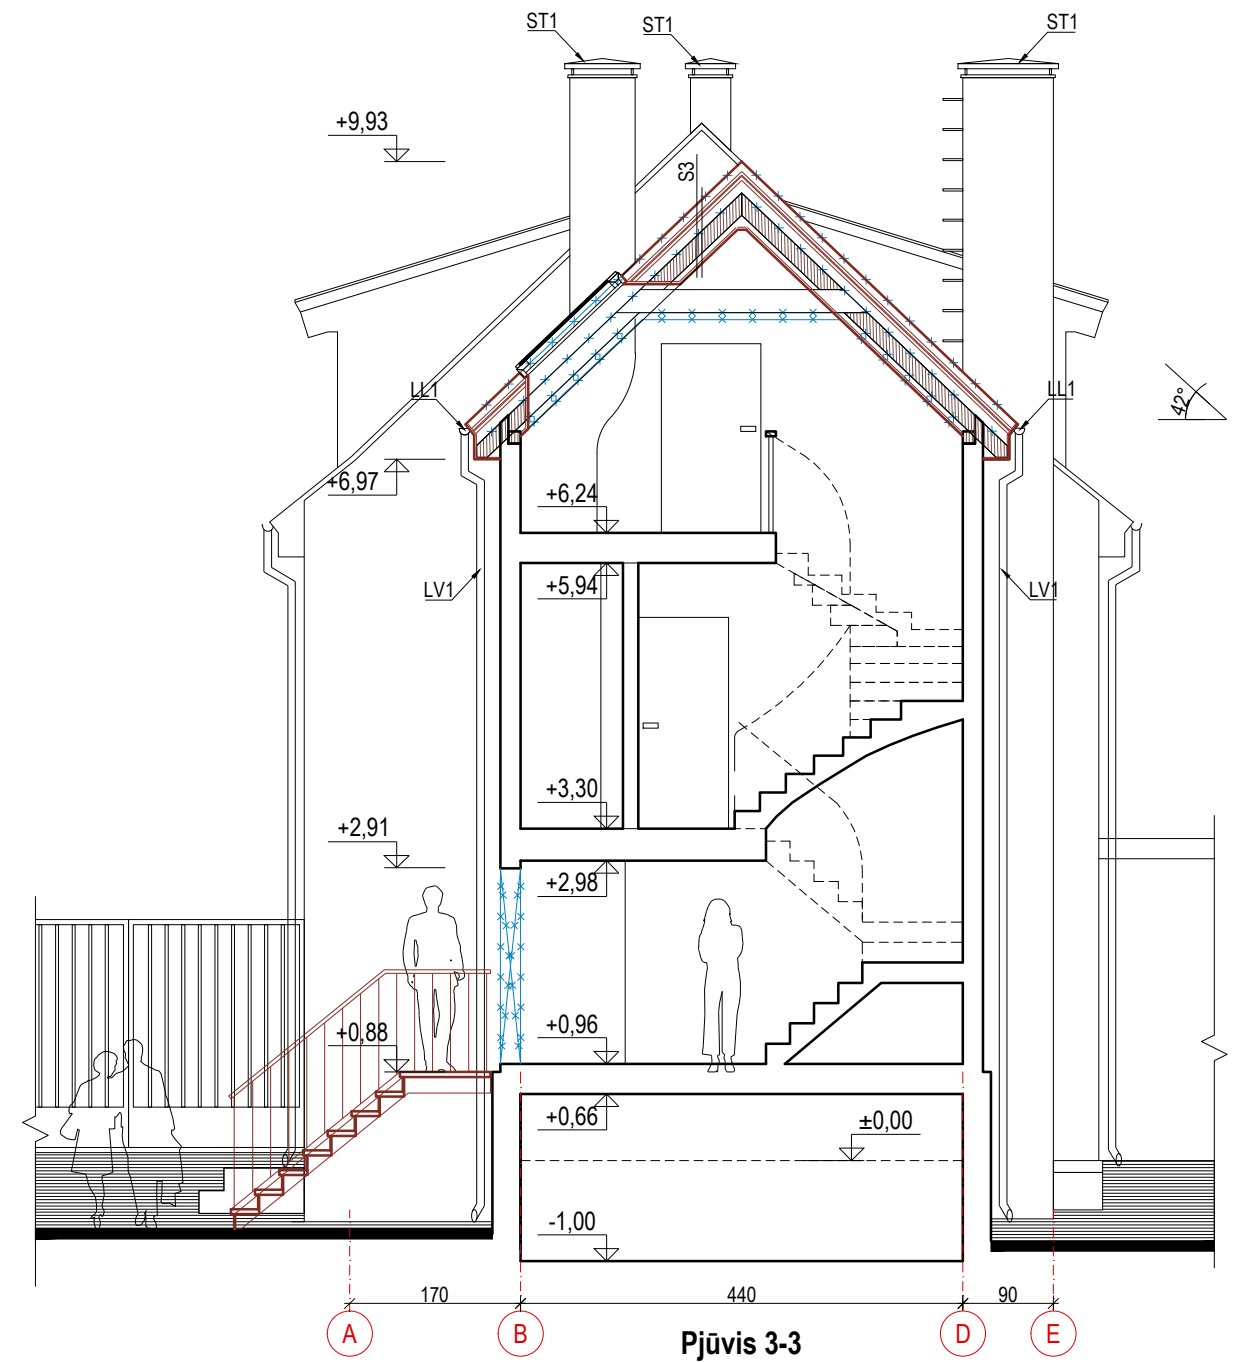 ST1
ST1
ST1
+9,93
S3
42°
LL1
LL1
+6,97
+6,24
+5,94
LV1
LV1
+3,30
+2,91
+2,98
+0,88
+0,96
+0,66
±0,00
-1,00
170
440
90
A
B
D
E
Pjūvis 3-3